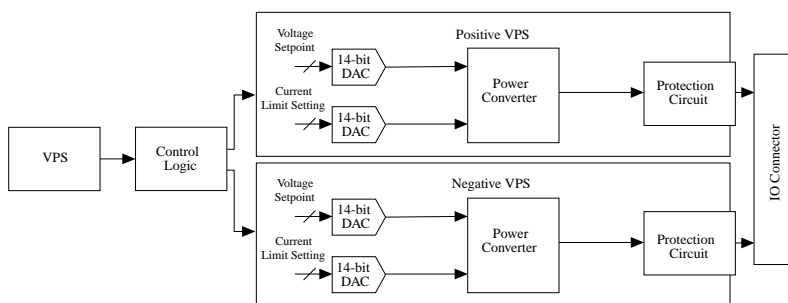 Voltage
Setpoint
14-bit
DAC
Positive VPS
Current
Limit Setting
14-bit
DAC
Power
Converter
Protection
Circuit
VPS
Control
Logic
IO Connector
Voltage
Setpoint
14-bit
DAC
Negative VPS
Current
Limit Setting
14-bit
DAC
Power
Converter
Protection
Circuit